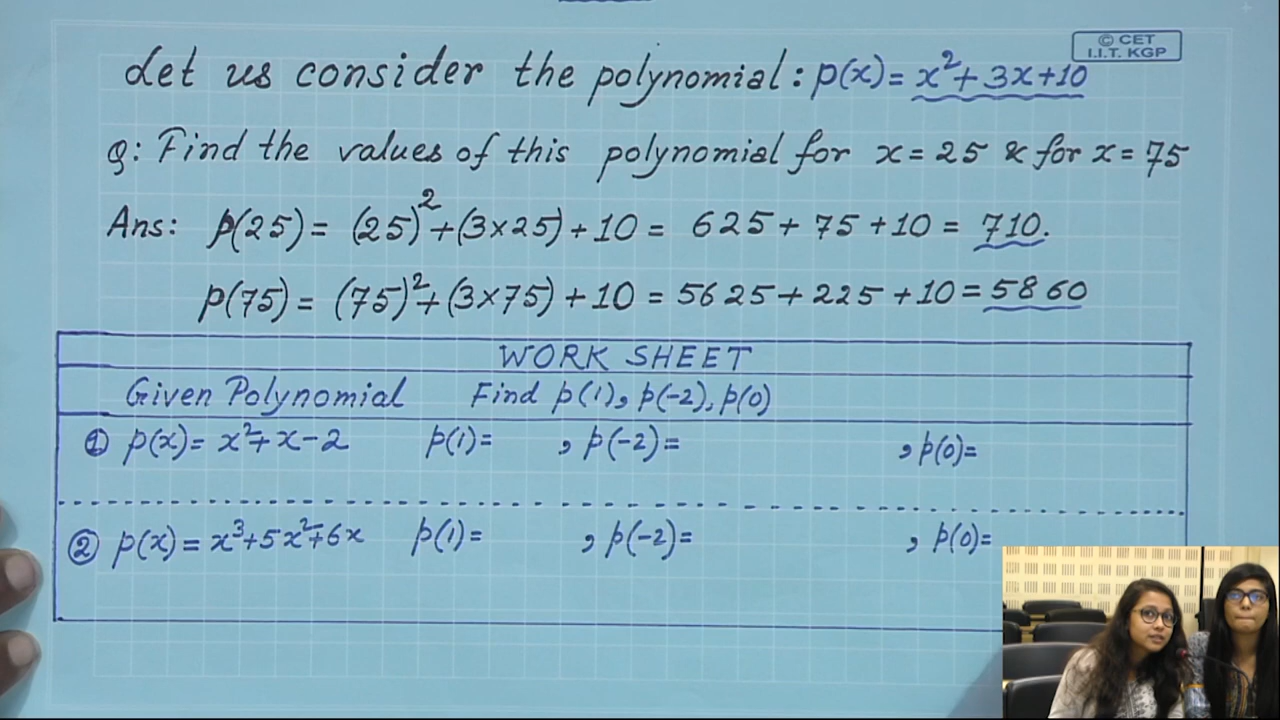 © CET
I.I.T. KGP
Let us consider the polynomial: p(x) = x²+ 3x+10
Q: Find the values of this polynomial for x = 25 & for x = 75
Ans: p(25) = (25)² + (3×25) + 10 = 625 + 75 + 10 = 710.
p(75) = (75)² + (3×75) + 10 = 5625 + 225 + 10 = 5860
WORK SHEET
Given Polynomial Find p(1), p(-2), p(0)
① p(x) = x²+ x - 2 p(1) = , p(-2) = , p(0) =
② p(x) = x³+5x²+6x p(1) = , p(-2) = , p(0) =